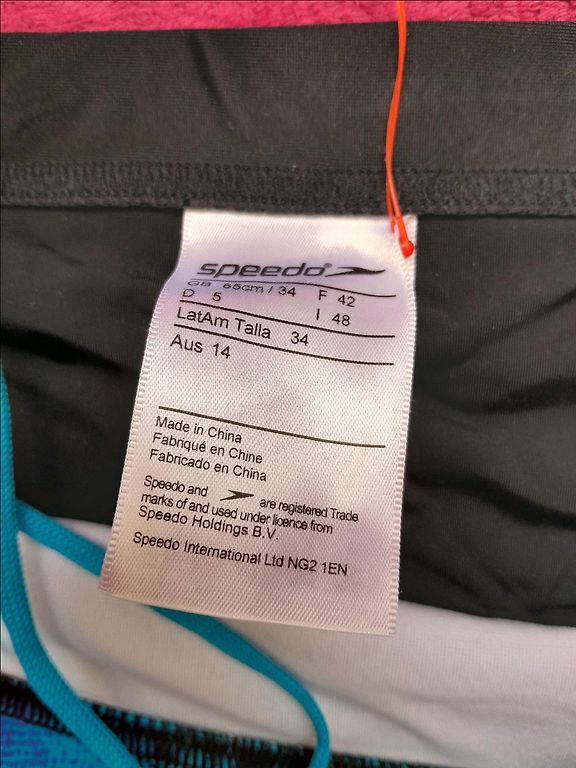 speedo®
GB 85cm / 34 F 42
D 5 I 48
LatAm Talla 34
Aus 14
Made in China
Fabriqué en Chine
Fabricado en China
Speedo and are registered Trade
marks of and used under licence from
Speedo Holdings B.V.
Speedo International Ltd NG2 1EN